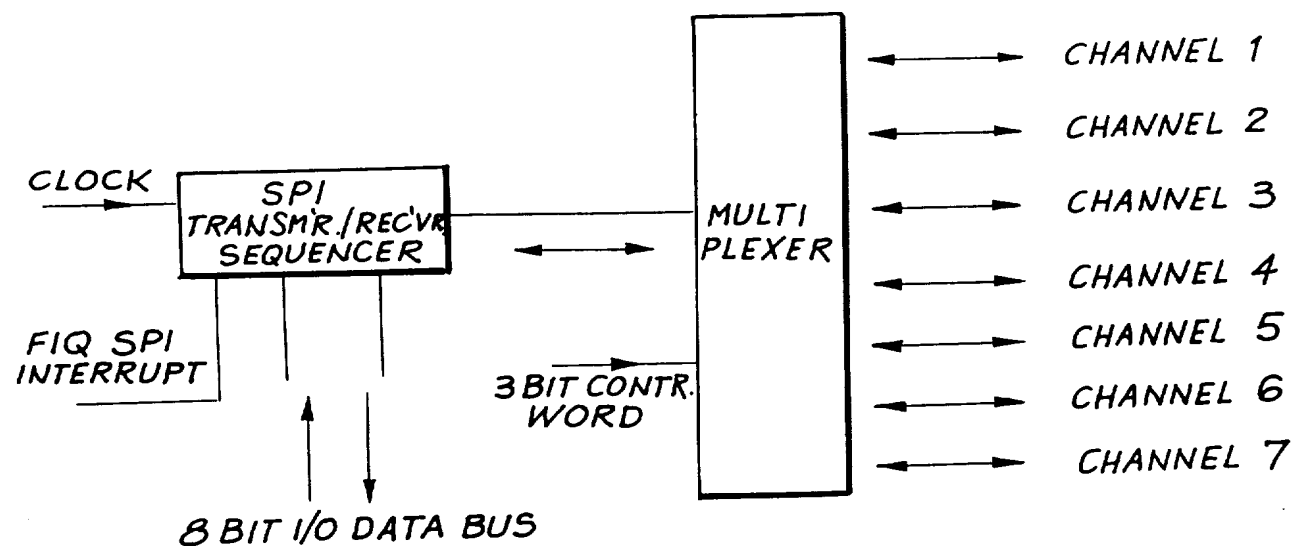 CLOCK
SPI
TRANSM'R./REC'VR
SEQUENCER
FIQ SPI
INTERRUPT
8 BIT I/O DATA BUS
MULTI
PLEXER
3 BIT CONTR.
WORD
CHANNEL 1
CHANNEL 2
CHANNEL 3
CHANNEL 4
CHANNEL 5
CHANNEL 6
CHANNEL 7